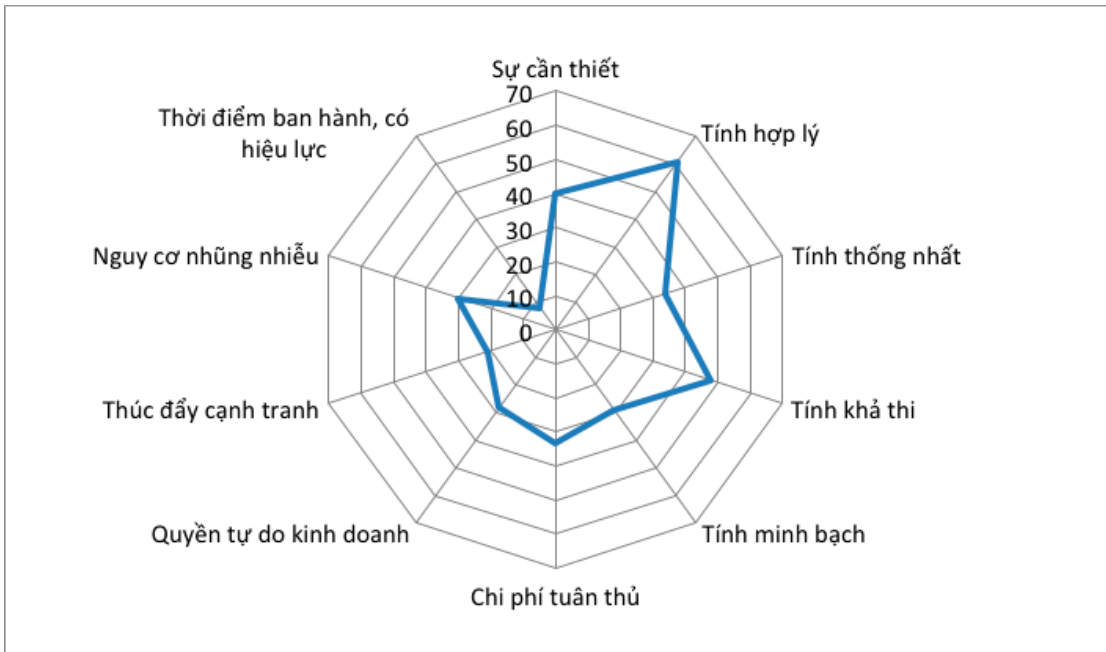 Sự cần thiết
70
60
50
40
30
20
10
0
Tính hợp lý
Tính thống nhất
Tính khả thi
Tính minh bạch
Chi phí tuân thủ
Quyền tự do kinh doanh
Thúc đẩy cạnh tranh
Nguy cơ nhũng nhiễu
Thời điểm ban hành, có
hiệu lực